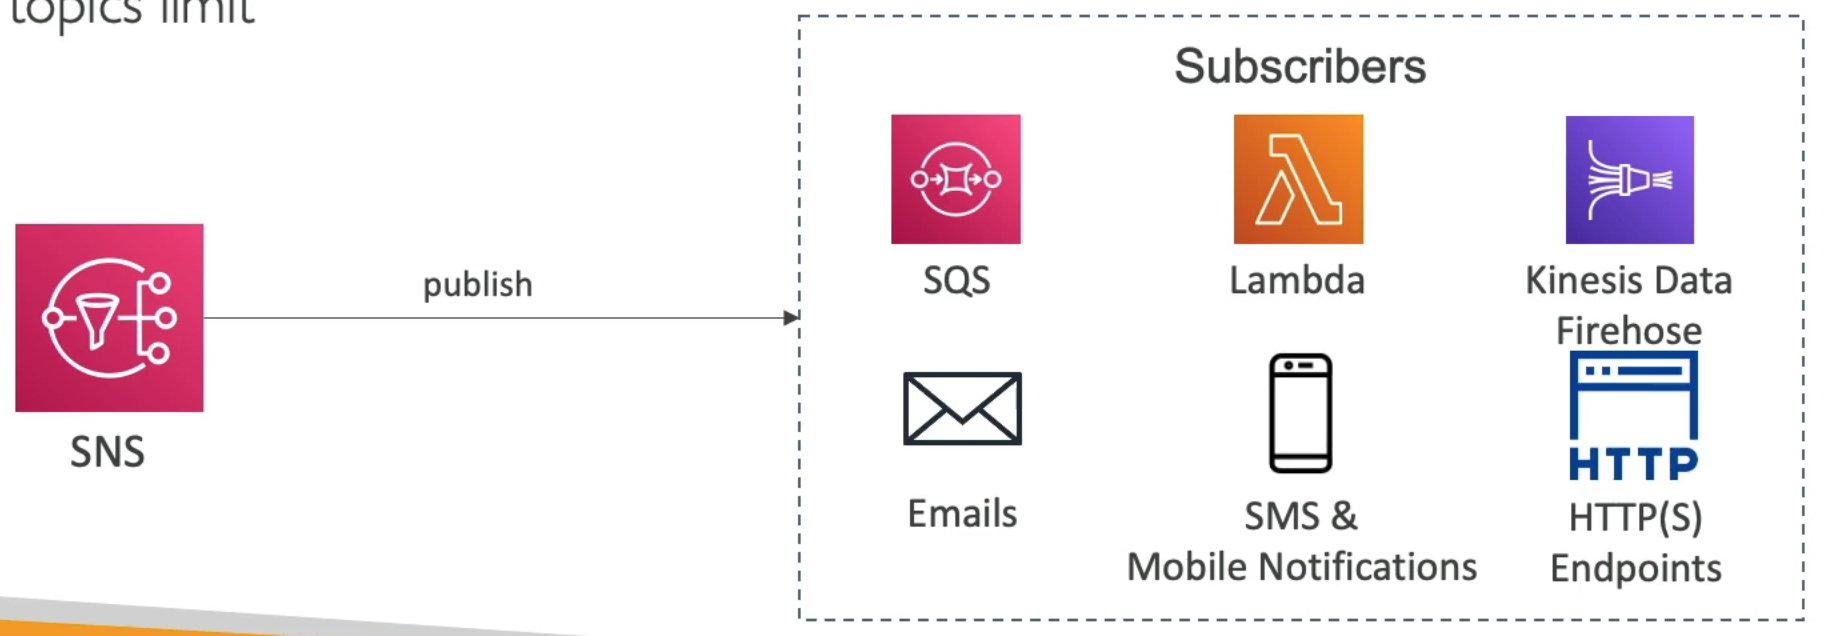 topics limit
Subscribers
publish
SNS
SQS
Lambda
Kinesis Data
Firehose
Emails
SMS &
Mobile Notifications
HTTP
HTTP(S)
Endpoints